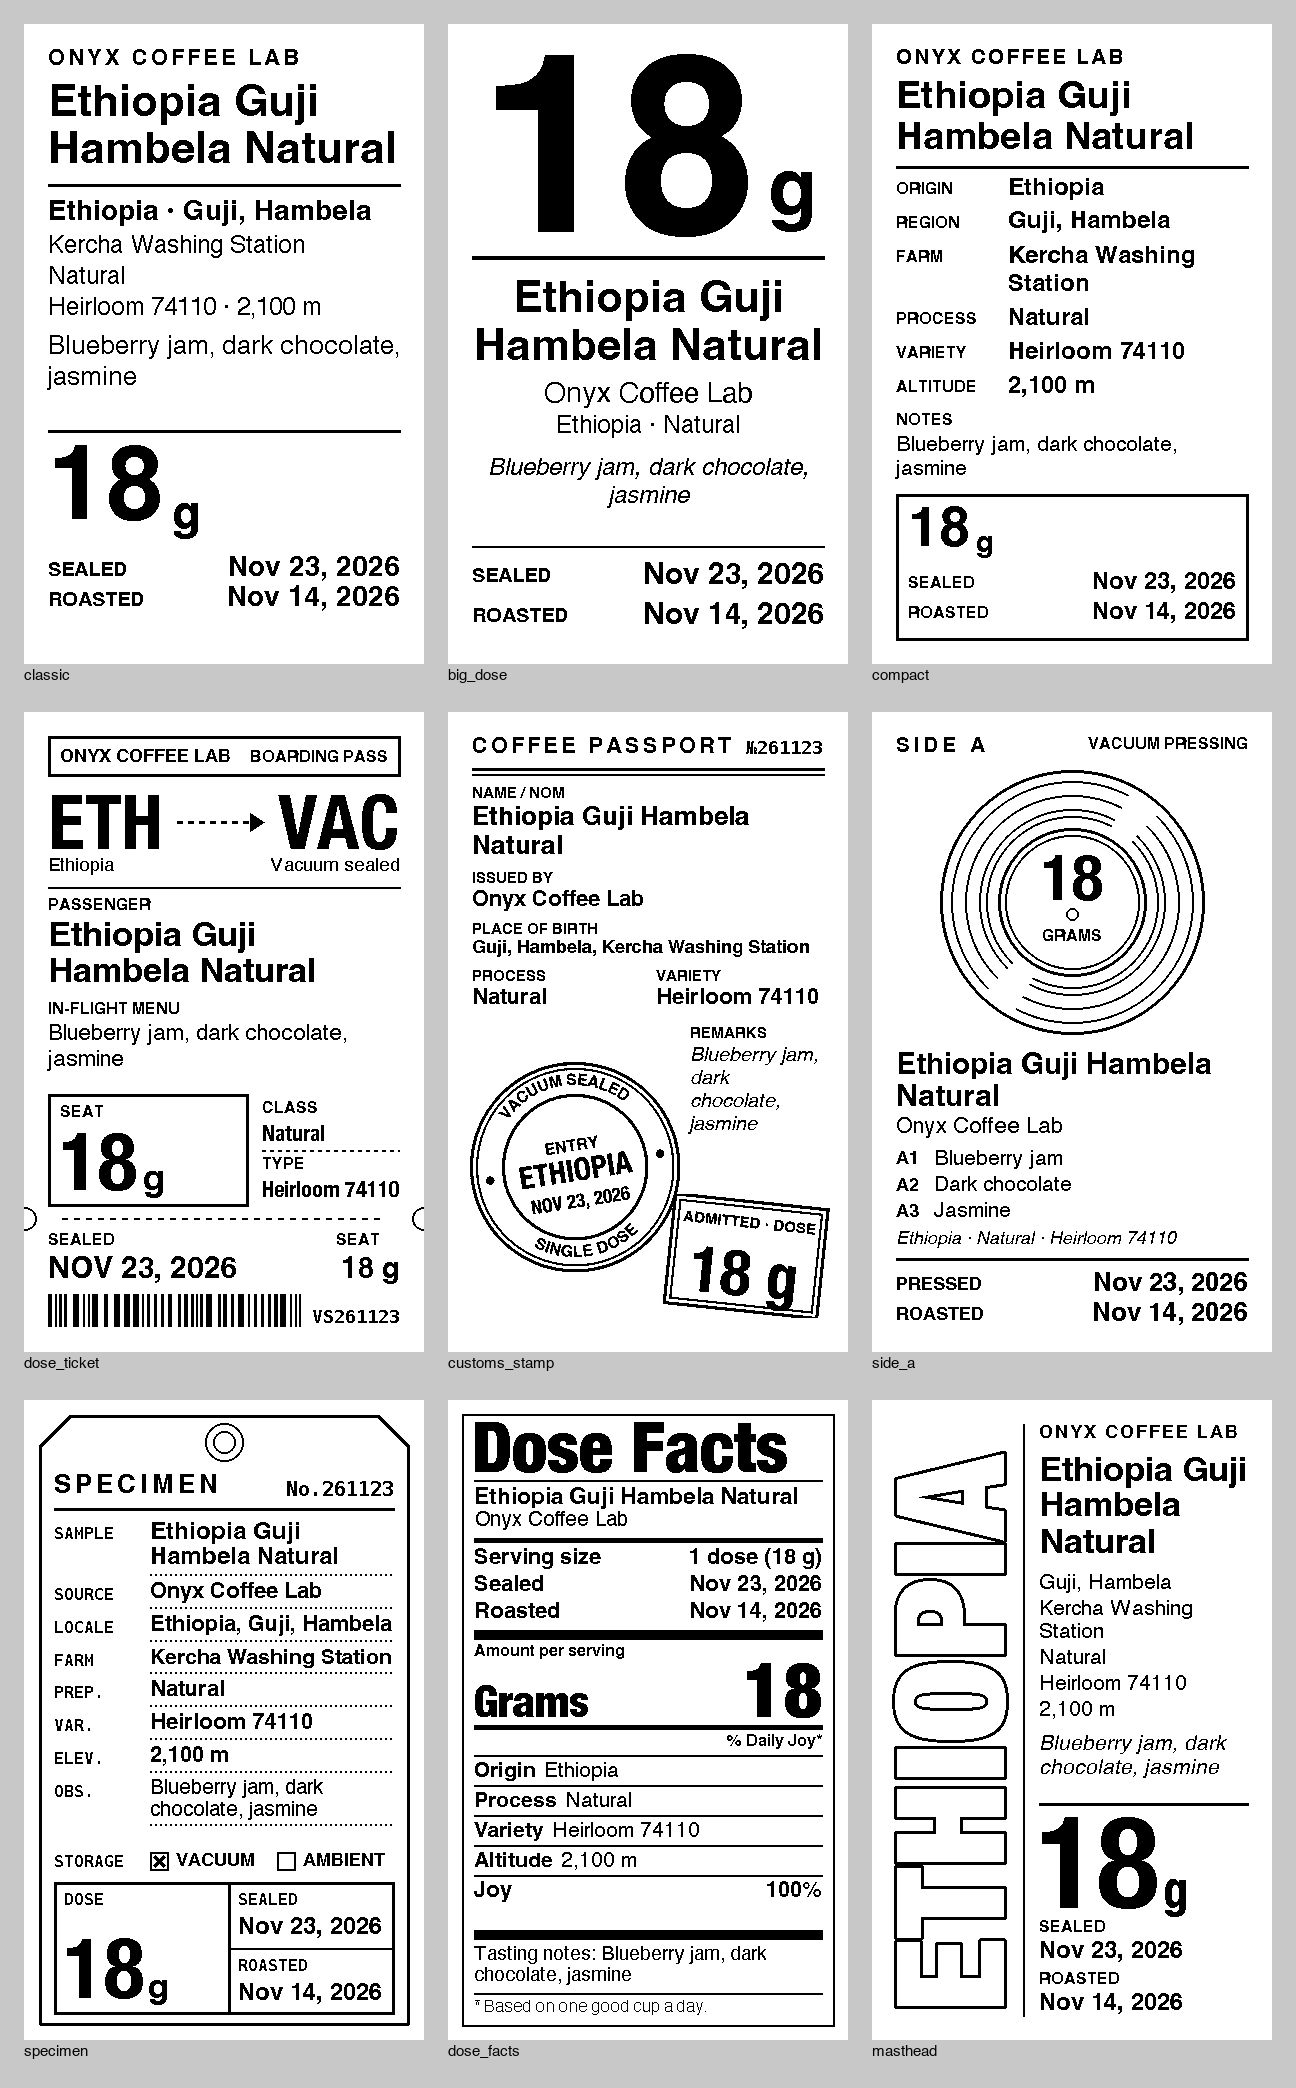 ONYX COFFEE LAB
Ethiopia Guji
Hambela Natural
Ethiopia · Guji, Hambela
Kercha Washing Station
Natural
Heirloom 74110 · 2,100 m
Blueberry jam, dark chocolate,
jasmine
18 g
SEALED Nov 23, 2026
ROASTED Nov 14, 2026
classic
18 g
Ethiopia Guji
Hambela Natural
Onyx Coffee Lab
Ethiopia · Natural
Blueberry jam, dark chocolate,
jasmine
SEALED Nov 23, 2026
ROASTED Nov 14, 2026
big_dose
ONYX COFFEE LAB
Ethiopia Guji
Hambela Natural
ORIGIN Ethiopia
REGION Guji, Hambela
FARM Kercha Washing
Station
PROCESS Natural
VARIETY Heirloom 74110
ALTITUDE 2,100 m
NOTES
Blueberry jam, dark chocolate,
jasmine
18 g
SEALED Nov 23, 2026
ROASTED Nov 14, 2026
compact
ONYX COFFEE LAB BOARDING PASS
ETH VAC
Ethiopia Vacuum sealed
PASSENGER
Ethiopia Guji
Hambela Natural
IN-FLIGHT MENU
Blueberry jam, dark chocolate,
jasmine
SEAT
18 g
CLASS
Natural
TYPE
Heirloom 74110
SEALED SEAT
NOV 23, 2026 18 g
VS261123
dose_ticket
COFFEE PASSPORT №261123
NAME / NOM
Ethiopia Guji Hambela
Natural
ISSUED BY
Onyx Coffee Lab
PLACE OF BIRTH
Guji, Hambela, Kercha Washing Station
PROCESS VARIETY
Natural Heirloom 74110
REMARKS
Blueberry jam,
dark
chocolate,
jasmine
VACUUM SEALED
ENTRY
ETHIOPIA
NOV 23, 2026
SINGLE DOSE
ADMITTED · DOSE
18 g
customs_stamp
SIDE A VACUUM PRESSING
18
GRAMS
Ethiopia Guji Hambela
Natural
Onyx Coffee Lab
A1 Blueberry jam
A2 Dark chocolate
A3 Jasmine
Ethiopia · Natural · Heirloom 74110
PRESSED Nov 23, 2026
ROASTED Nov 14, 2026
side_a
SPECIMEN No.261123
SAMPLE Ethiopia Guji
Hambela Natural
SOURCE Onyx Coffee Lab
LOCALE Ethiopia, Guji, Hambela
FARM Kercha Washing Station
PREP. Natural
VAR. Heirloom 74110
ELEV. 2,100 m
OBS. Blueberry jam, dark
chocolate, jasmine
STORAGE VACUUM AMBIENT
DOSE
18 g
SEALED
Nov 23, 2026
ROASTED
Nov 14, 2026
specimen
Dose Facts
Ethiopia Guji Hambela Natural
Onyx Coffee Lab
Serving size 1 dose (18 g)
Sealed Nov 23, 2026
Roasted Nov 14, 2026
Amount per serving
Grams 18
% Daily Joy*
Origin Ethiopia
Process Natural
Variety Heirloom 74110
Altitude 2,100 m
Joy 100%
Tasting notes: Blueberry jam, dark
chocolate, jasmine
* Based on one good cup a day.
dose_facts
ETHIOPIA
ONYX COFFEE LAB
Ethiopia Guji
Hambela
Natural
Guji, Hambela
Kercha Washing
Station
Natural
Heirloom 74110
2,100 m
Blueberry jam, dark
chocolate, jasmine
18 g
SEALED
Nov 23, 2026
ROASTED
Nov 14, 2026
masthead